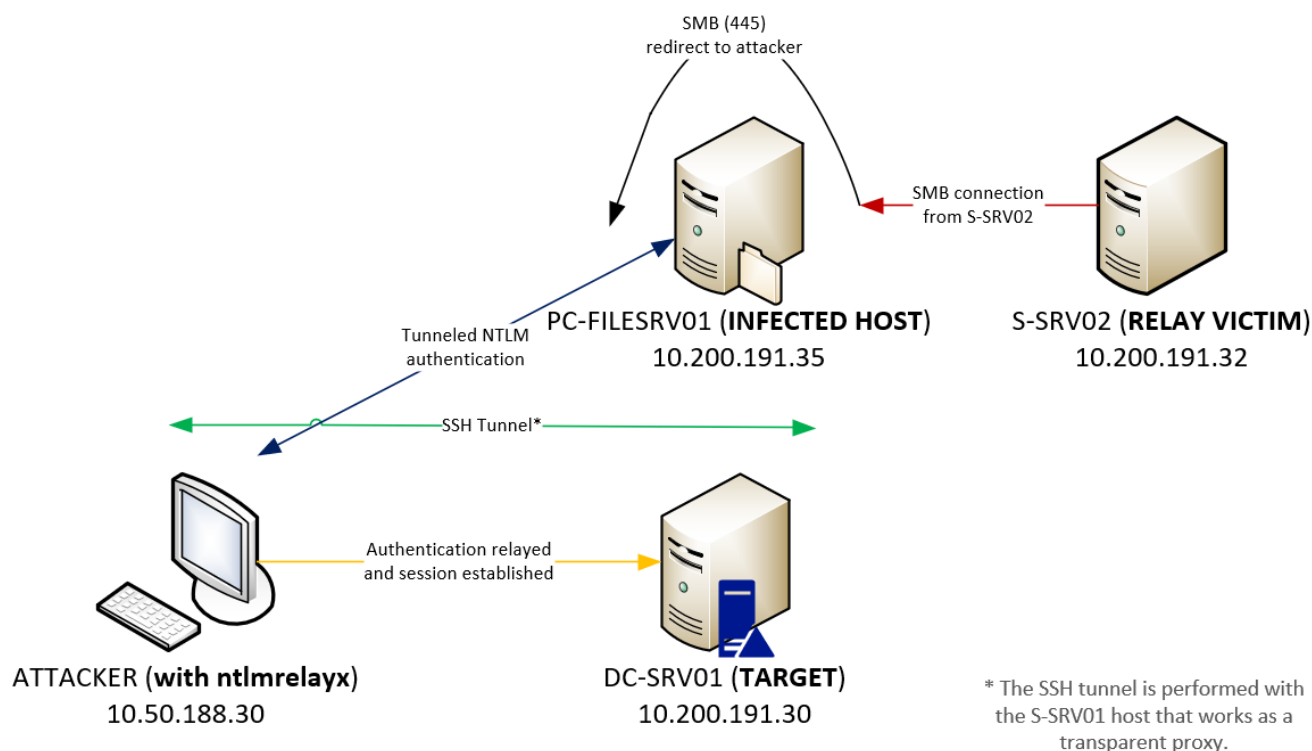 SMB (445)
redirect to attacker
SMB connection
from S-SRV02
PC-FILESRV01 (INFECTED HOST)
10.200.191.35
S-SRV02 (RELAY VICTIM)
10.200.191.32
Tunneled NTLM
authentication
SSH Tunnel*
Authentication relayed
and session established
ATTACKER (with ntlmrelayx)
10.50.188.30
DC-SRV01 (TARGET)
10.200.191.30
* The SSH tunnel is performed with
the S-SRV01 host that works as a
transparent proxy.